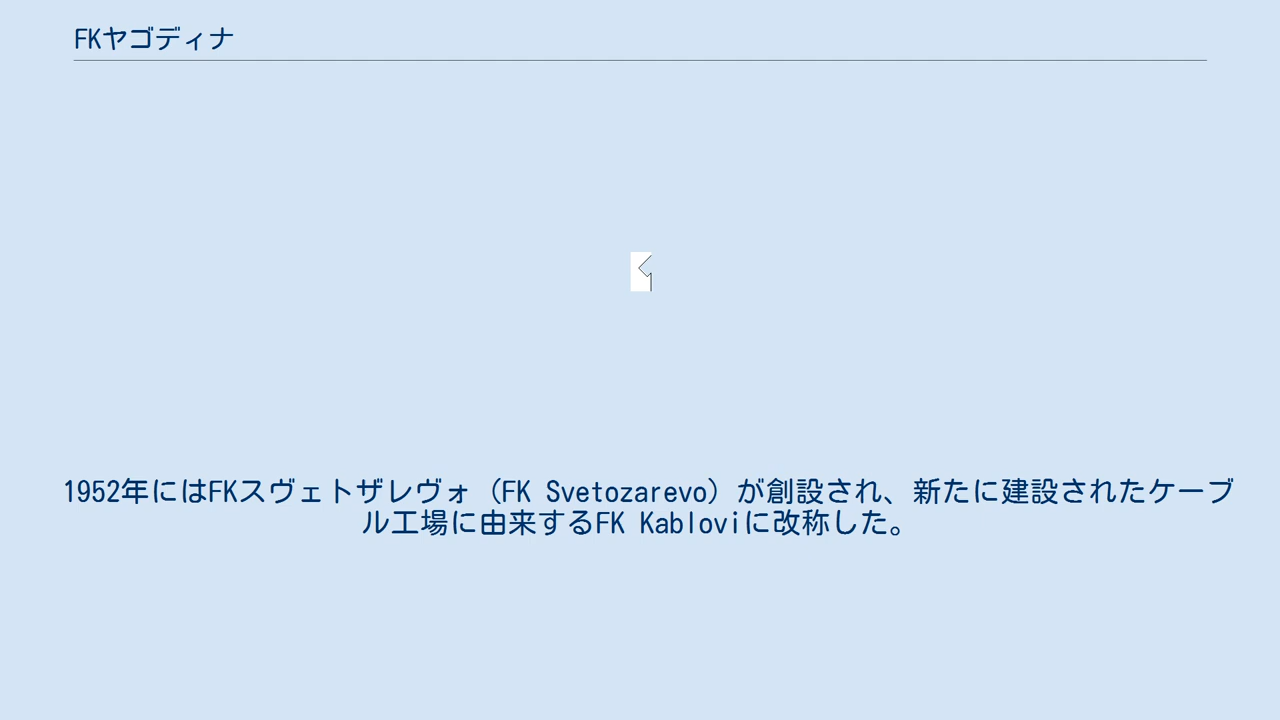 FKヤゴディナ
1952年にはFKスヴェトザレヴォ（FK Svetozarevo）が創設され、新たに建設されたケーブ
ル工場に由来するFK Kabloviに改称した。